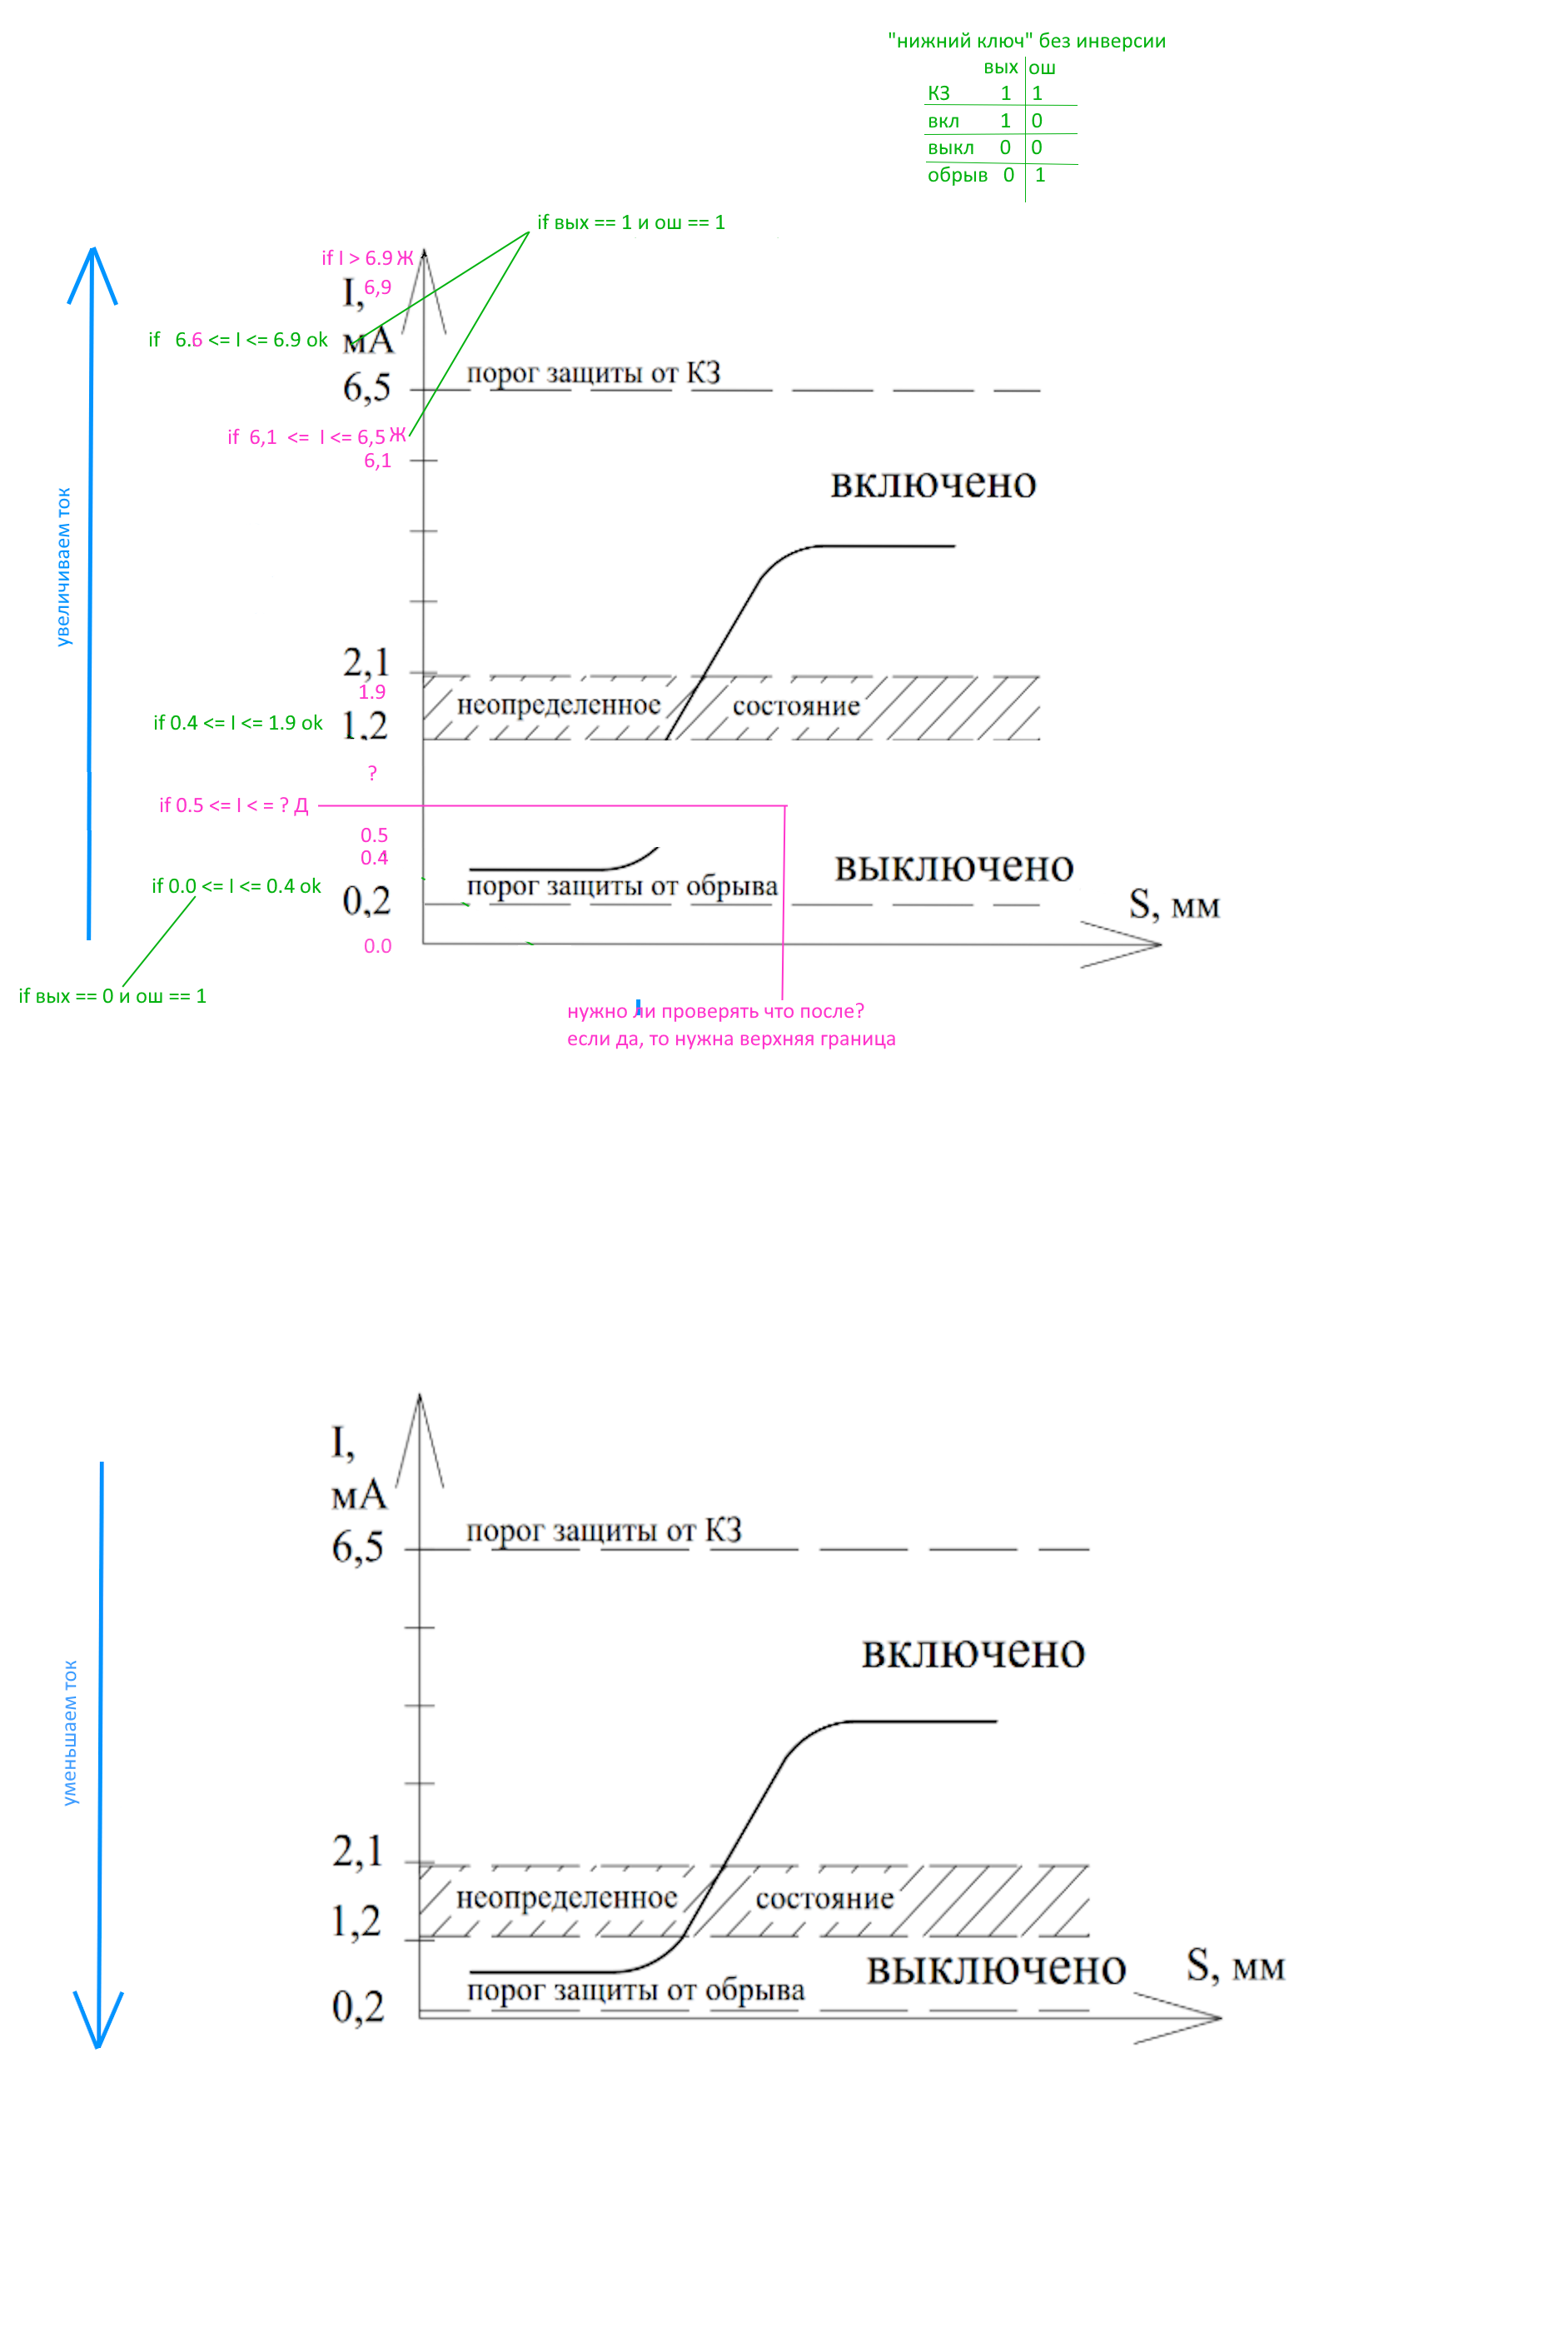 "нижний ключ" без инверсии
вых ош
КЗ 1 1
вкл 1 0
выкл 0 0
обрыв 0 1
if вых == 1 и ош == 1
if I > 6.9 Ж
I, 6,9
if 6.6 <= I <= 6.9 ok мА
порог защиты от КЗ
6,5
if 6,1 <= I <= 6,5 Ж
6,1
включено
увеличиваем ток
2,1
1.9
неопределенное состояние
if 0.4 <= I <= 1.9 ok 1,2
?
if 0.5 <= I < = ? Д
0.5
0.4
выключено
if 0.0 <= I <= 0.4 ok порог защиты от обрыва
0,2 S, мм
0.0
if вых == 0 и ош == 1
нужно ли проверять что после?
если да, то нужна верхняя граница
I,
мА
порог защиты от КЗ
6,5
включено
уменьшаем ток
2,1
неопределенное состояние
1,2
выключено S, мм
порог защиты от обрыва
0,2